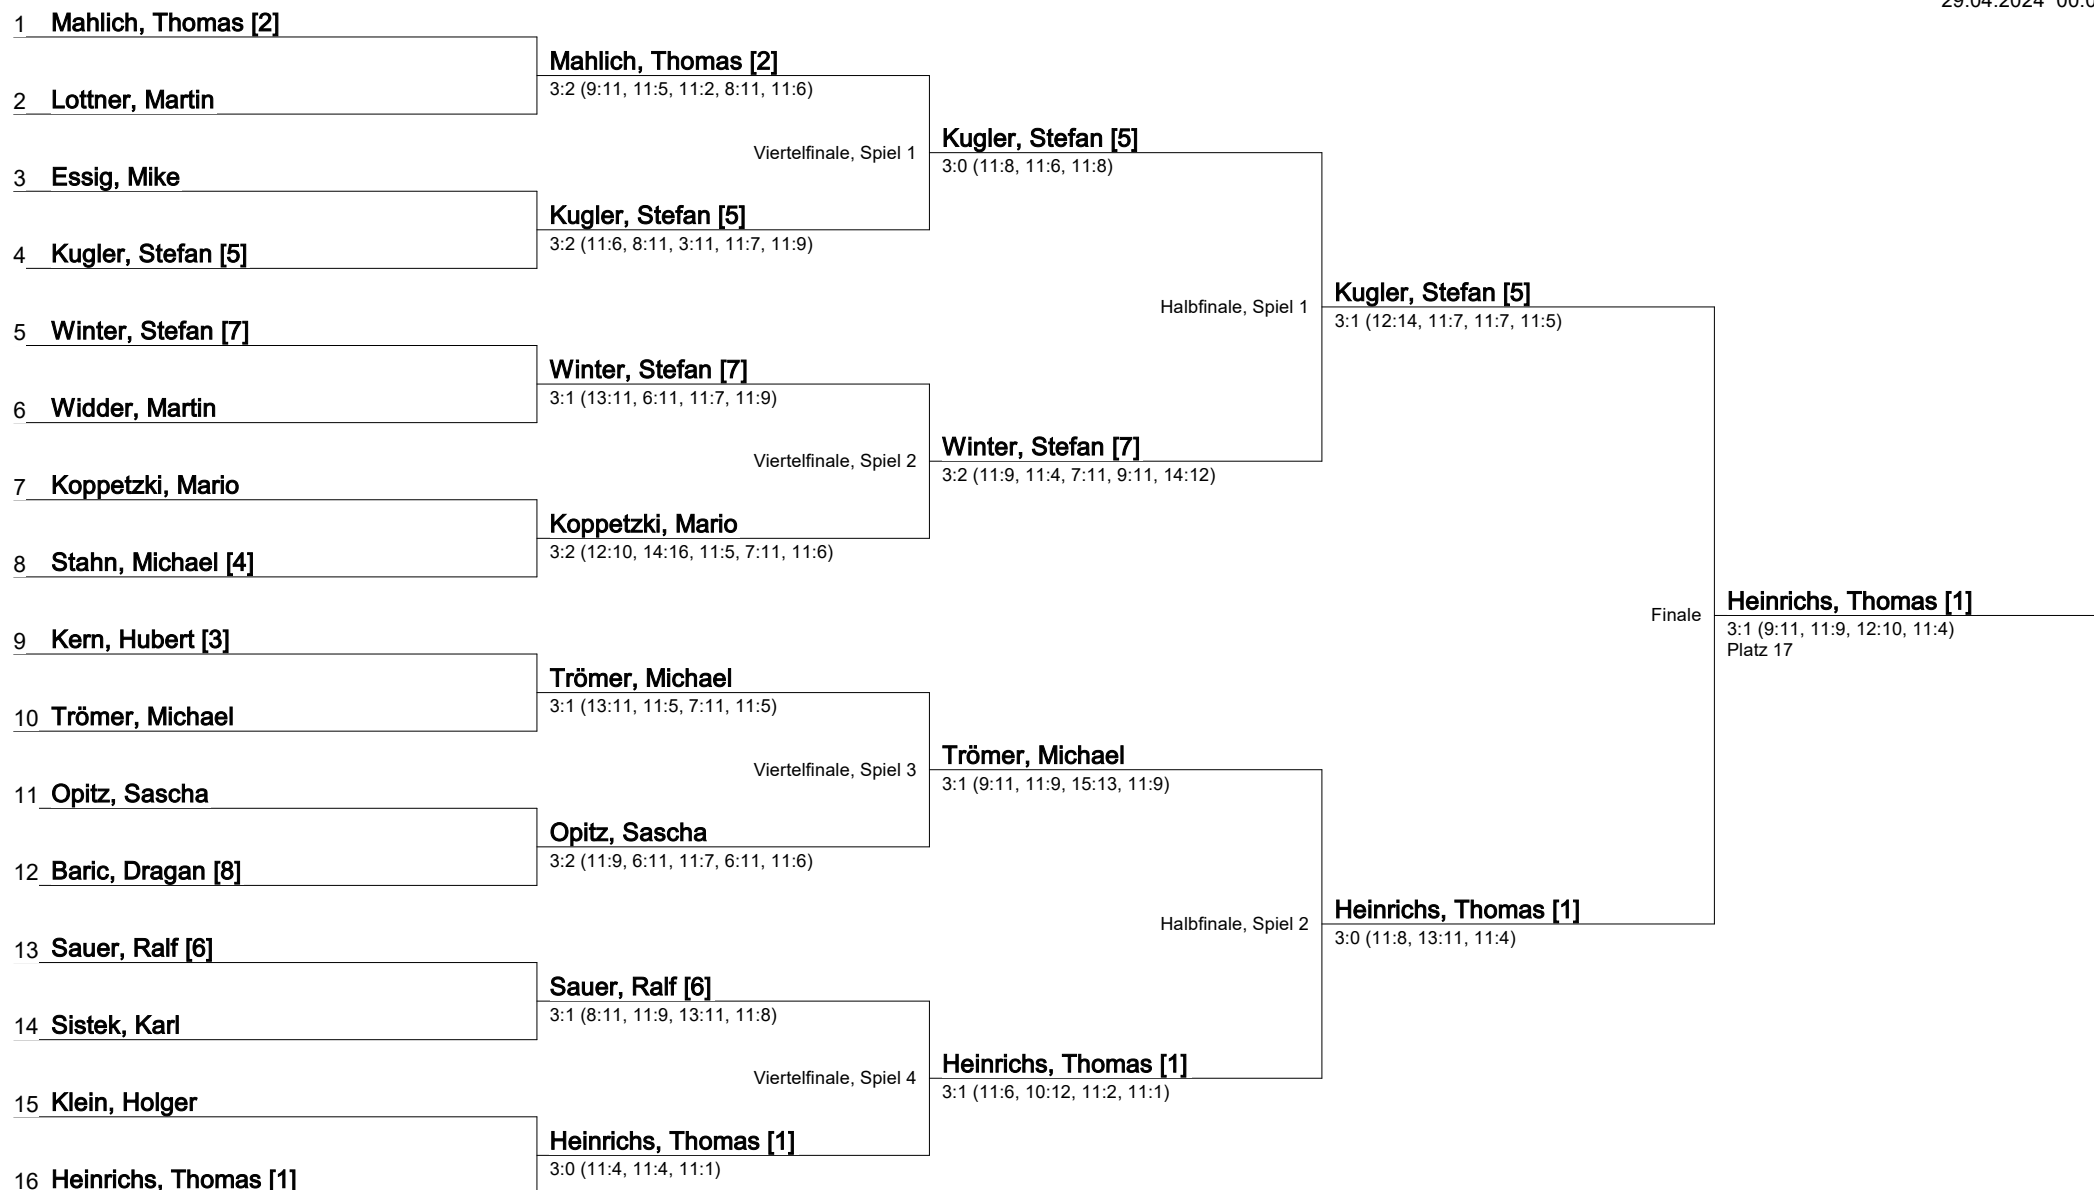 29.04.2024 00:0
1 Mahlich, Thomas [2]
Mahlich, Thomas [2]
3:2 (9:11, 11:5, 11:2, 8:11, 11:6)
2 Lottner, Martin
Viertelfinale, Spiel 1
Kugler, Stefan [5]
3:0 (11:8, 11:6, 11:8)
3 Essig, Mike
Kugler, Stefan [5]
3:2 (11:6, 8:11, 3:11, 11:7, 11:9)
4 Kugler, Stefan [5]
Halbfinale, Spiel 1
Kugler, Stefan [5]
3:1 (12:14, 11:7, 11:7, 11:5)
5 Winter, Stefan [7]
Winter, Stefan [7]
3:1 (13:11, 6:11, 11:7, 11:9)
6 Widder, Martin
Viertelfinale, Spiel 2
Winter, Stefan [7]
3:2 (11:9, 11:4, 7:11, 9:11, 14:12)
7 Koppetzki, Mario
Koppetzki, Mario
3:2 (12:10, 14:16, 11:5, 7:11, 11:6)
8 Stahn, Michael [4]
Finale
Heinrichs, Thomas [1]
3:1 (9:11, 11:9, 12:10, 11:4)
Platz 17
9 Kern, Hubert [3]
Trömer, Michael
3:1 (13:11, 11:5, 7:11, 11:5)
10 Trömer, Michael
Viertelfinale, Spiel 3
Trömer, Michael
3:1 (9:11, 11:9, 15:13, 11:9)
11 Opitz, Sascha
Opitz, Sascha
3:2 (11:9, 6:11, 11:7, 6:11, 11:6)
12 Baric, Dragan [8]
Halbfinale, Spiel 2
Heinrichs, Thomas [1]
3:0 (11:8, 13:11, 11:4)
13 Sauer, Ralf [6]
Sauer, Ralf [6]
3:1 (8:11, 11:9, 13:11, 11:8)
14 Sistek, Karl
Viertelfinale, Spiel 4
Heinrichs, Thomas [1]
3:1 (11:6, 10:12, 11:2, 11:1)
15 Klein, Holger
Heinrichs, Thomas [1]
3:0 (11:4, 11:4, 11:1)
16 Heinrichs, Thomas [1]